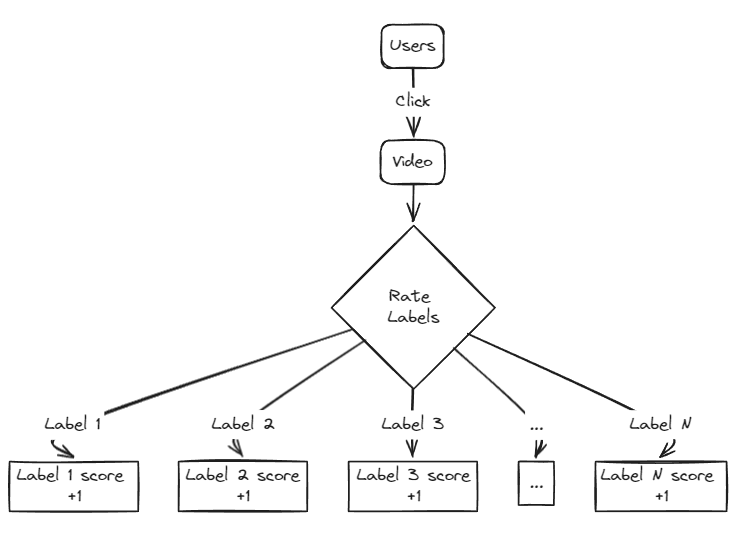 Users
Click
Video
Rate
Labels
Label 1
Label 2
Label 3
...
Label N
Label 1 score
+1
Label 2 score
+1
Label 3 score
+1
...
Label N score
+1